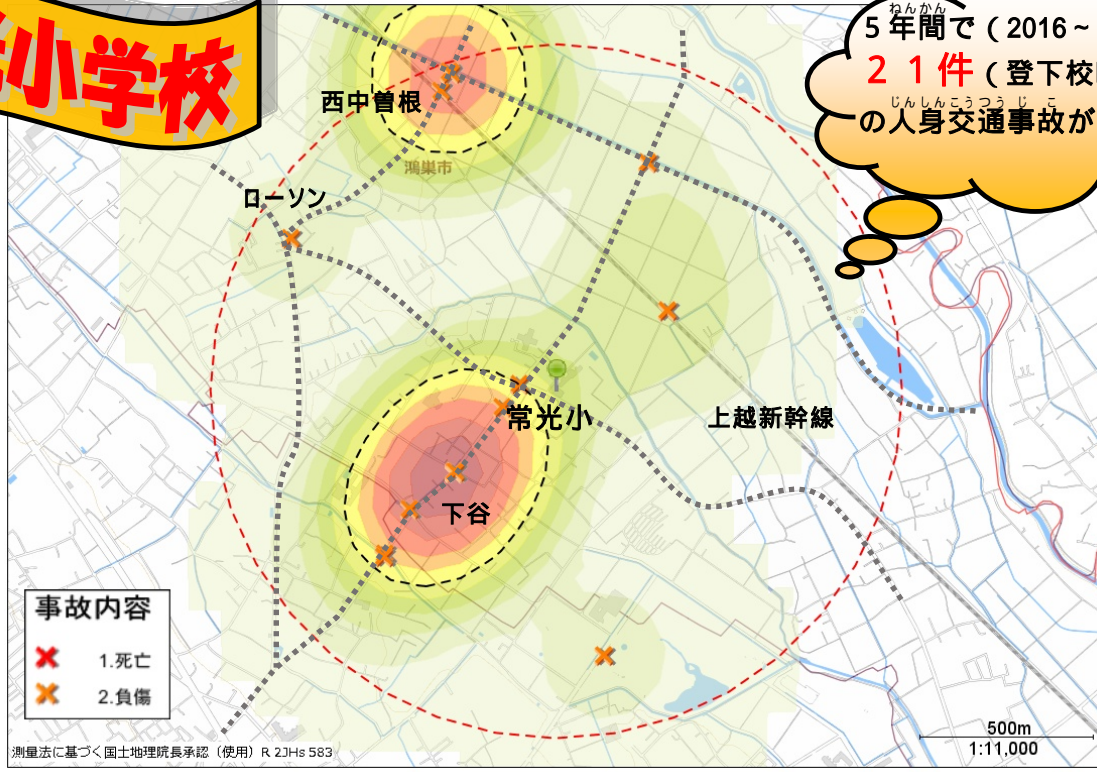 小学校
ねんかん
5年間で（2016～
21件（登下校
じんしんこうつうじこ
の人身交通事故が
西中曽根
鴻巣市
ローソン
常光小
上越新幹線
下谷
事故内容
1.死亡
2.負傷
500m
1:11,000
測量法に基づく国土地理院長承認（使用）R 2JHs 583